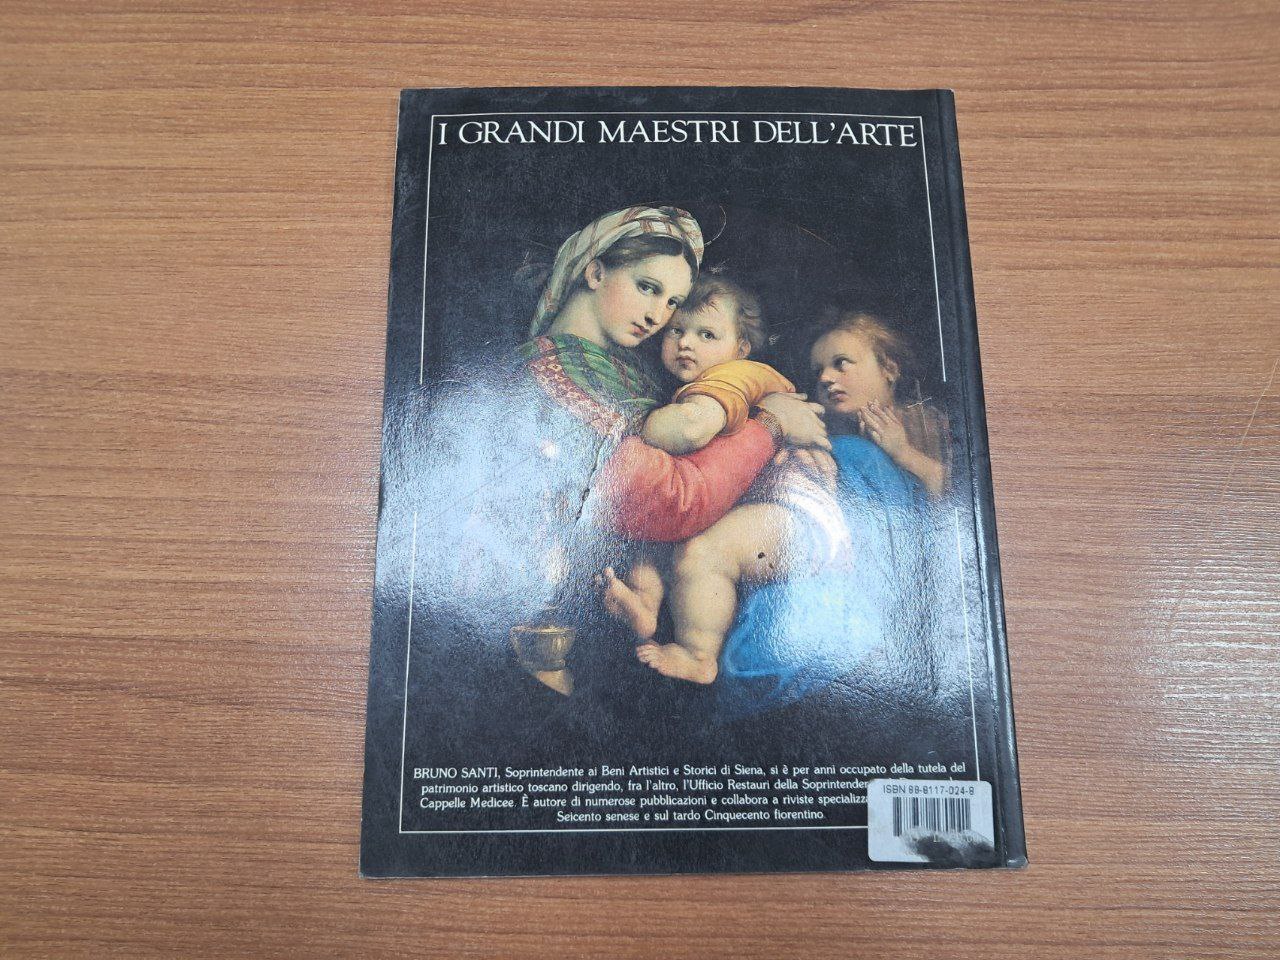 I GRANDI MAESTRI DELL'ARTE
BRUNO SANTI, Soprintendente ai Beni Artistici e Storici di Siena, si è per anni occupato della tutela del
patrimonio artistico toscano dirigendo, fra l'altro, l'Ufficio Restauri della
Cappelle Medicee. È autore di numerose pubblicazioni e collabora a riviste
Seicento senese e sul tardo Cinquecento fiorentino.
ISBN 88-8117-024-8